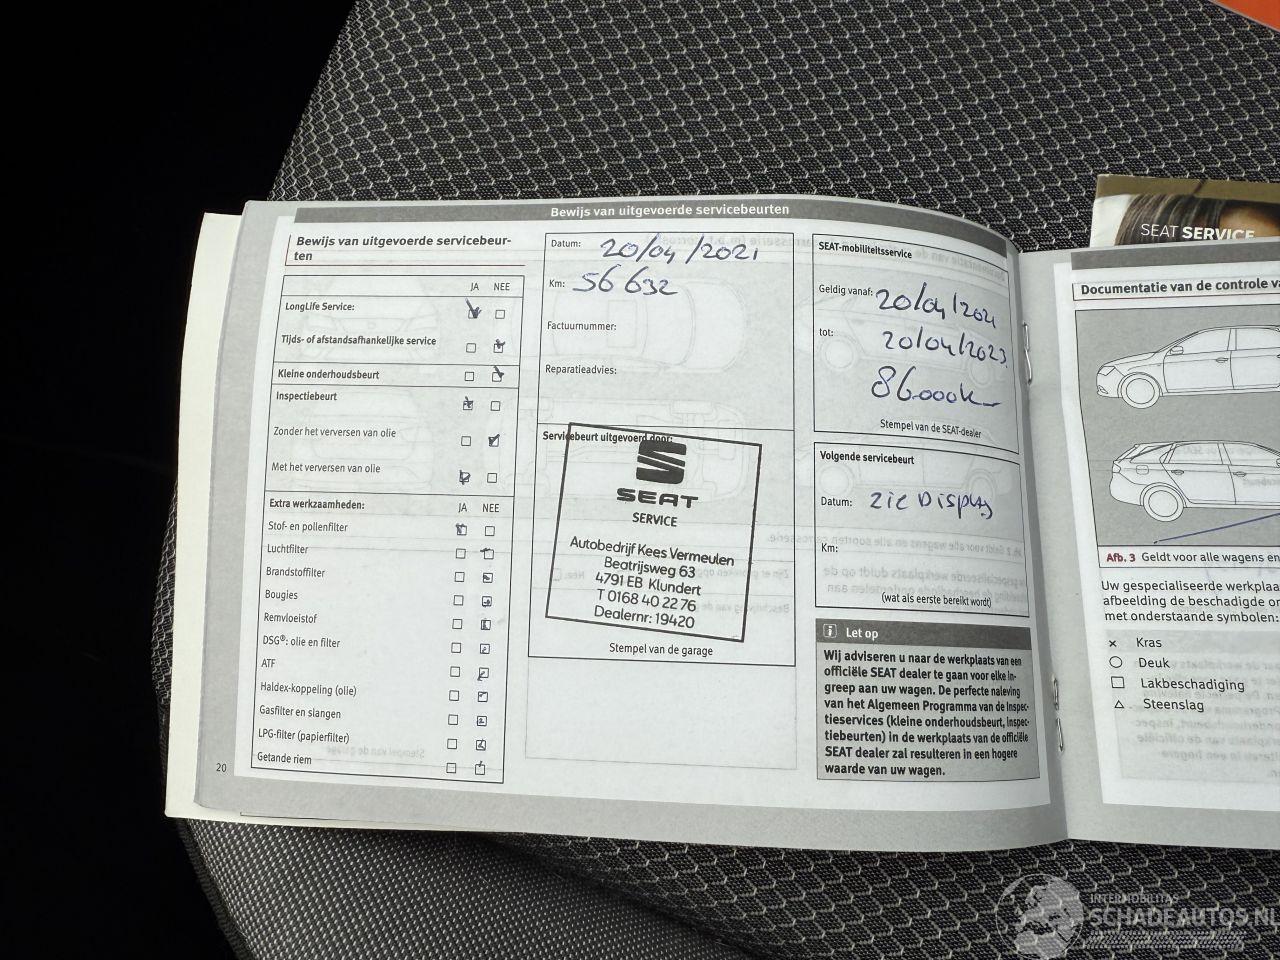 Bewijs van uitgevoerde servicebeurten
Bewijs van uitgevoerde servicebeur-
ten
JA NEE
LongLife Service:
Tijds- of afstandsafhankelijke service
Kleine onderhoudsbeurt
Inspectiebeurt
Zonder het verversen van olie
Met het verversen van olie
Extra werkzaamheden: JA NEE
Stof- en pollenfilter
Luchtfilter
Brandstoffilter
Bougies
Remvloeistof
DSG®: olie en filter
ATF
Haldex-koppeling (olie)
Gasfilter en slangen
LPG-filter (papierfilter)
Getande riem
20
Datum: 20/04/2021
Km: 56 632
Factuurnummer:
Reparatieadvies:
Servicebeurt uitgevoerd door:
SEAT
SERVICE
Autobedrijf Kees Vermeulen
Beatrijsweg 63
4791 EB Klundert
T 0168 40 22 76
Dealernr: 19420
Stempel van de garage
SEAT-mobiliteitsservice
Geldig vanaf: 20/04/2021
tot: 20/04/2023
86.000k
Stempel van de SEAT-dealer
Volgende servicebeurt
Datum: zie Display
Km:
(wat als eerste bereikt wordt)
i Let op
Wij adviseren u naar de werkplaats van een
officiële SEAT dealer te gaan voor elke in-
greep aan uw wagen. De perfecte naleving
van het Algemeen Programma van de Inspec-
tieservices (kleine onderhoudsbeurt, Inspec-
tiebeurten) in de werkplaats van de officiële
SEAT dealer zal resulteren in een hogere
waarde van uw wagen.
SEAT SERVICE
Documentatie van de controle
Afb. 3 Geldt voor alle wagens en
Uw gespecialiseerde werkplaa
afbeelding de beschadigde
met onderstaande symbolen:
× Kras
Deuk
Lakbeschadiging
Steenslag
INTERMOBILITAS
SCHADEAUTOS.NL